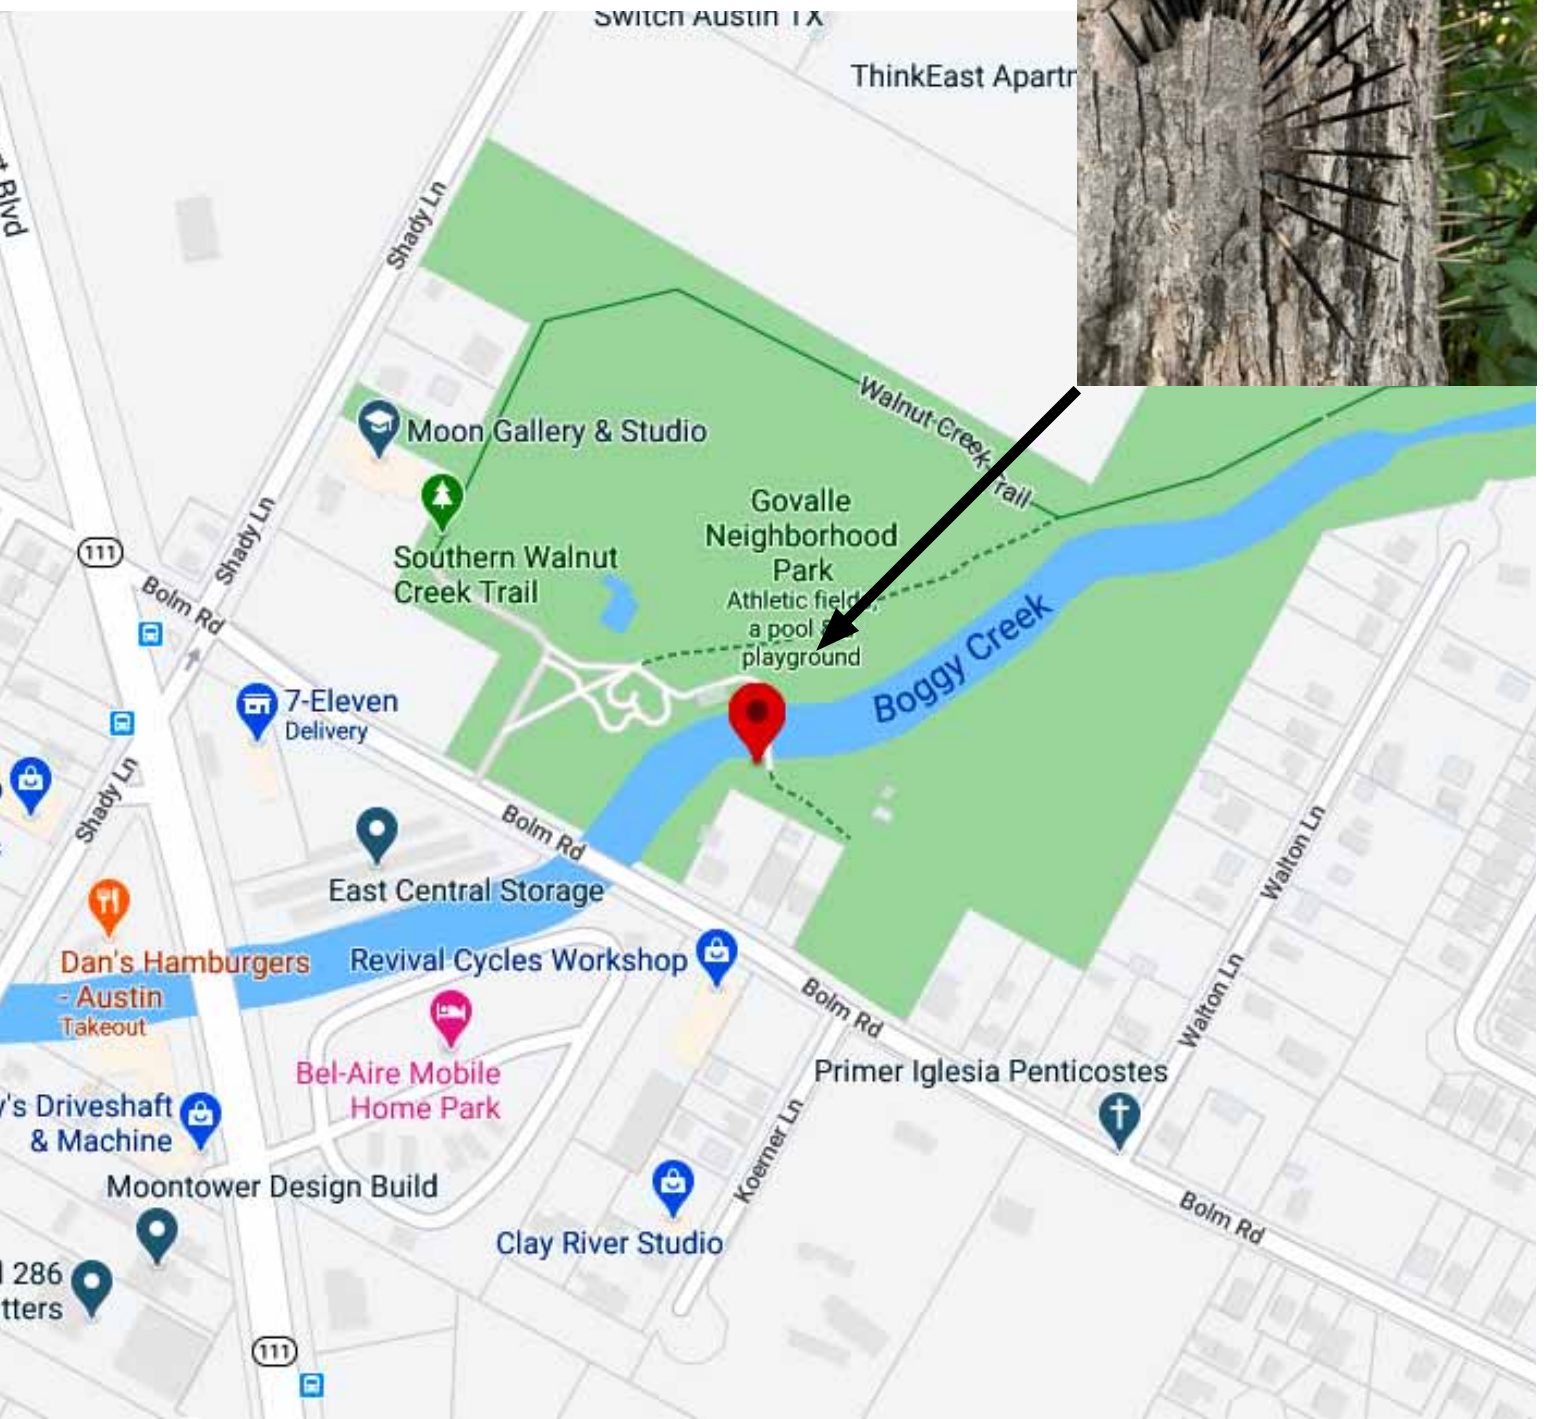 Switch Austin TX
ThinkEast Apartr
Shady Ln
Walnut Creek Trail
Moon Gallery & Studio
Govalle
Neighborhood
Park
Athletic fields,
a pool &
playground
Southern Walnut
Creek Trail
111
Shady Ln
Bolm Rd
Boggy Creek
7-Eleven
Delivery
Shady Ln
Bolm Rd
East Central Storage
Walton Ln
Dan's Hamburgers
- Austin
Takeout
Revival Cycles Workshop
Bolm Rd
Walton Ln
Bel-Aire Mobile
Home Park
Primer Iglesia Penticostes
y's Driveshaft
& Machine
Koerner Ln
Moontower Design Build
Bolm Rd
Clay River Studio
286
tters
111